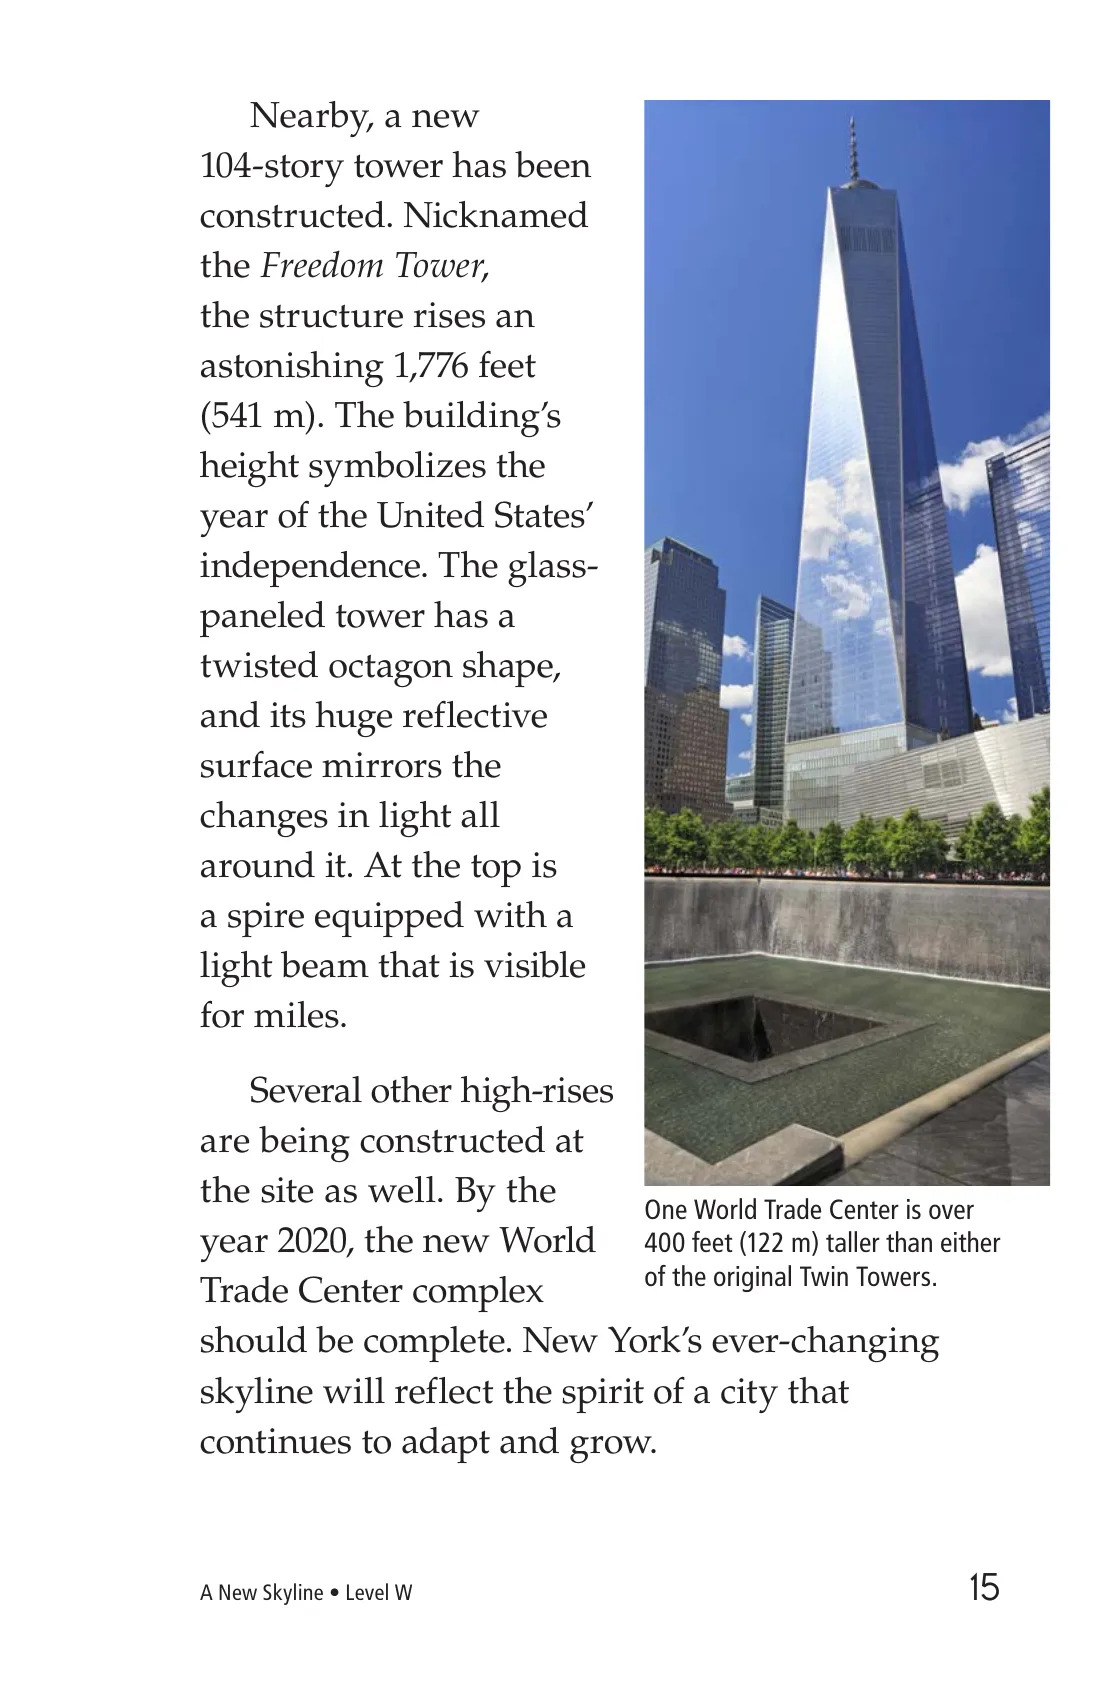 Nearby, a new
104-story tower has been
constructed. Nicknamed
the Freedom Tower,
the structure rises an
astonishing 1,776 feet
(541 m). The building’s
height symbolizes the
year of the United States’
independence. The glass-
paneled tower has a
twisted octagon shape,
and its huge reflective
surface mirrors the
changes in light all
around it. At the top is
a spire equipped with a
light beam that is visible
for miles.
Several other high-rises
are being constructed at
the site as well. By the
year 2020, the new World
Trade Center complex
should be complete. New York’s ever-changing
skyline will reflect the spirit of a city that
continues to adapt and grow.
One World Trade Center is over
400 feet (122 m) taller than either
of the original Twin Towers.
A New Skyline • Level W
15